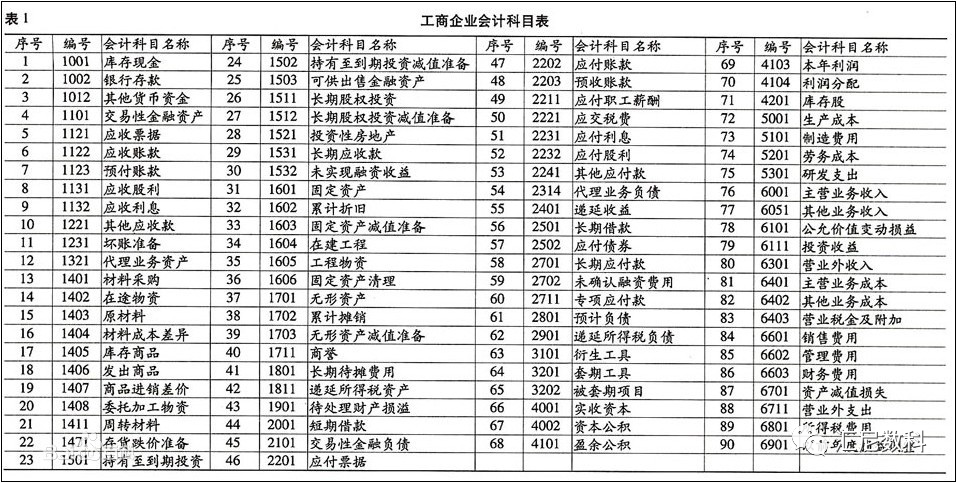 表1
工商企业会计科目表
序号 编号 会计科目名称 序号 编号 会计科目名称 序号 编号 会计科目名称 序号 编号 会计科目名称
1 1001 库存现金 24 1502 持有至到期投资减值准备 47 2202 应付账款 69 4103 本年利润
2 1002 银行存款 25 1503 可供出售金融资产 48 2203 预收账款 70 4104 利润分配
3 1012 其他货币资金 26 1511 长期股权投资 49 2211 应付职工薪酬 71 4201 库存股
4 1101 交易性金融资产 27 1512 长期股权投资减值准备 50 2221 应交税费 72 5001 生产成本
5 1121 应收票据 28 1521 投资性房地产 51 2231 应付利息 73 5101 制造费用
6 1122 应收账款 29 1531 长期应收款 52 2232 应付股利 74 5201 劳务成本
7 1123 预付账款 30 1532 未实现融资收益 53 2241 其他应付款 75 5301 研发支出
8 1131 应收股利 31 1601 固定资产 54 2314 代理业务负债 76 6001 主营业务收入
9 1132 应收利息 32 1602 累计折旧 55 2401 递延收益 77 6051 其他业务收入
10 1221 其他应收款 33 1603 固定资产减值准备 56 2501 长期借款 78 6101 公允价值变动损益
11 1231 坏账准备 34 1604 在建工程 57 2502 应付债券 79 6111 投资收益
12 1321 代理业务资产 35 1605 工程物资 58 2701 长期应付款 80 6301 营业外收入
13 1401 材料采购 36 1606 固定资产清理 59 2702 未确认融资费用 81 6401 主营业务成本
14 1402 在途物资 37 1701 无形资产 60 2711 专项应付款 82 6402 其他业务成本
15 1403 原材料 38 1702 累计摊销 61 2801 预计负债 83 6403 营业税金及附加
16 1404 材料成本差异 39 1703 无形资产减值准备 62 2901 递延所得税负债 84 6601 销售费用
17 1405 库存商品 40 1711 商誉 63 3101 衍生工具 85 6602 管理费用
18 1406 发出商品 41 1801 长期待摊费用 64 3201 套期工具 86 6603 财务费用
19 1407 商品进销差价 42 1811 递延所得税资产 65 3202 被套期项目 87 6701 资产减值损失
20 1408 委托加工物资 43 1901 待处理财产损溢 66 4001 实收资本 88 6711 营业外支出
21 1411 周转材料 44 2001 短期借款 67 4002 资本公积 89 6801 得税费用
22 1471 存货跌价准备 45 2101 交易性金融负债 68 4101 盈余公积 90 6901
23 1501 持有至到期投资 46 2201 应付票据